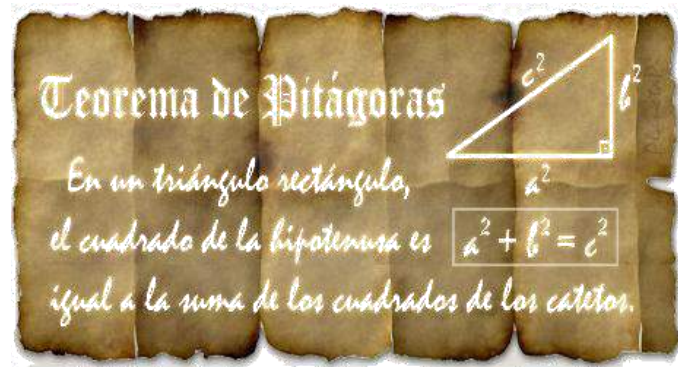 Teorema de Pitágoras
c²
b²
a²
En un triángulo rectángulo,
el cuadrado de la hipotenusa es
a² + b² = c²
igual a la suma de los cuadrados de los catetos.